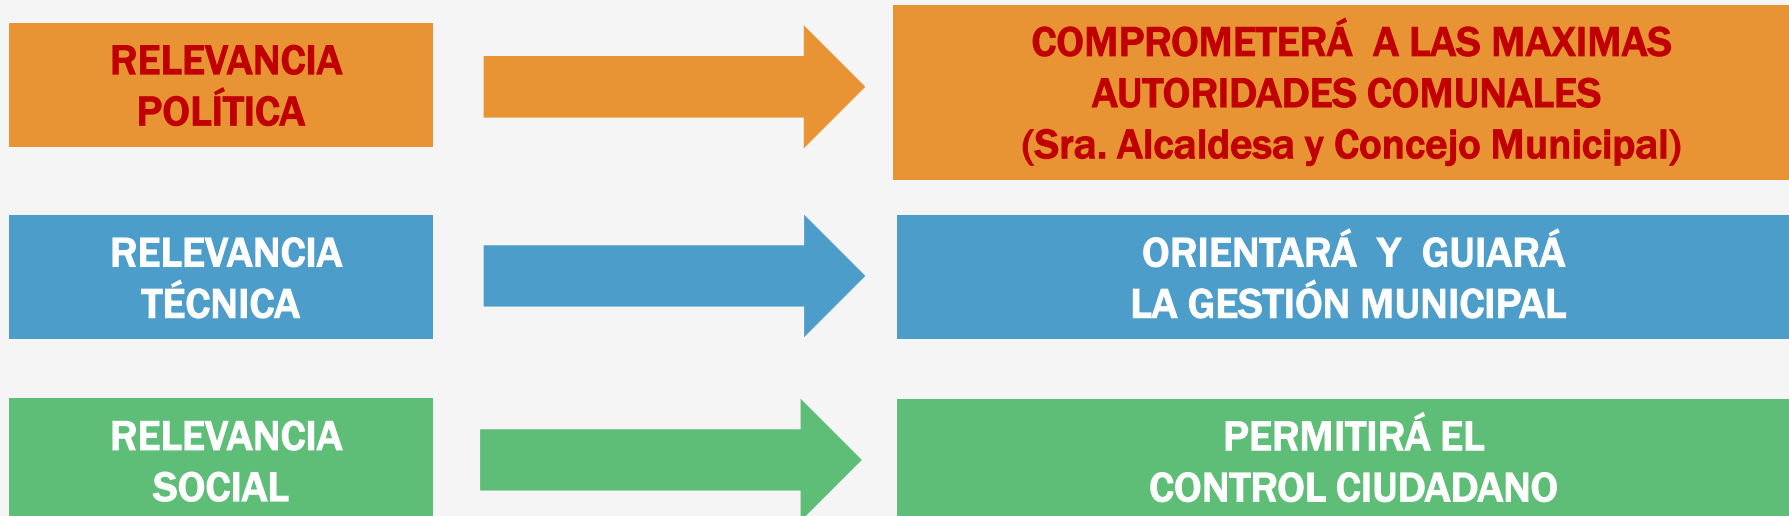 RELEVANCIA
POLÍTICA
COMPROMETERÁ A LAS MAXIMAS
AUTORIDADES COMUNALES
(Sra. Alcaldesa y Concejo Municipal)
RELEVANCIA
TÉCNICA
ORIENTARÁ Y GUIARÁ
LA GESTIÓN MUNICIPAL
RELEVANCIA
SOCIAL
PERMITIRÁ EL
CONTROL CIUDADANO